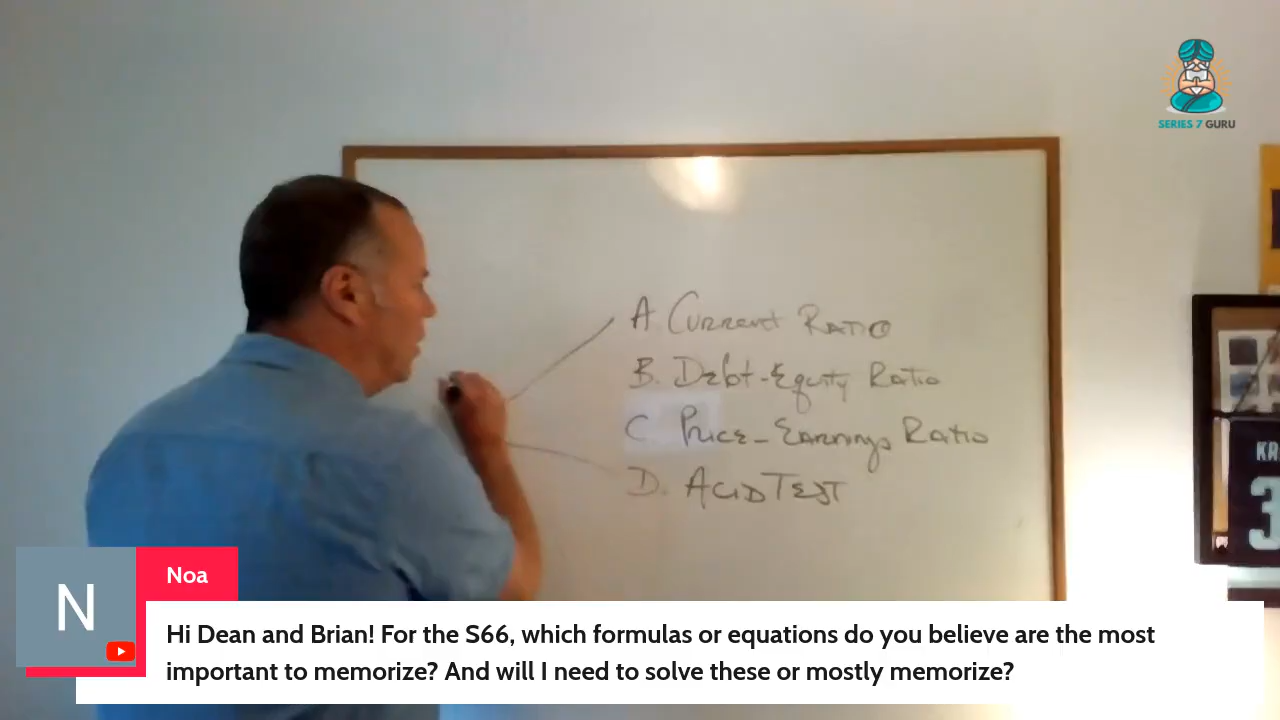 SERIES 7 GURU
A. Current Ratio
B. Debt-Equity Ratio
C Price-Earnings Ratio
D. Acid Test
KR
3
N
Noa
Hi Dean and Brian! For the S66, which formulas or equations do you believe are the most
important to memorize? And will I need to solve these or mostly memorize?